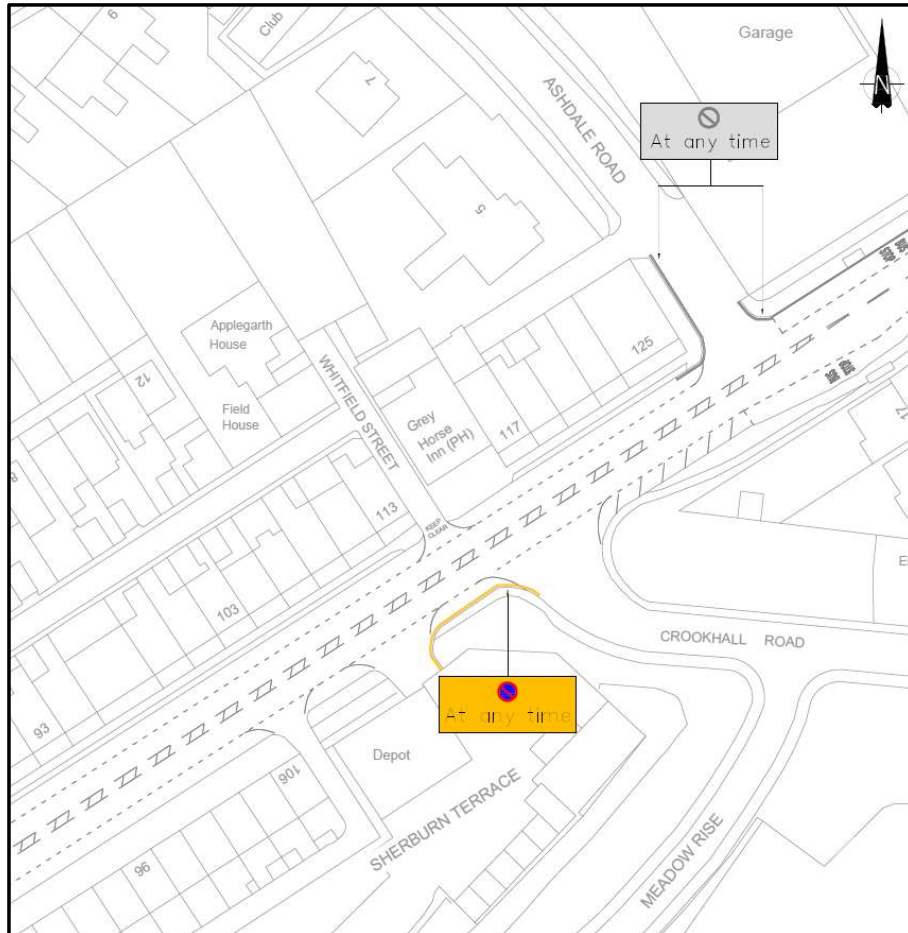 Club
9
7
Garage
N
ASHDALE ROAD
At any time
5
Applegarth
House
125
12
WHITFIELD STREET
Field
House
Grey
Horse
Inn (PH)
117
113
KEEP
CLEAR
103
CROOKHALL ROAD
At any time
93
Depot
106
SHERBURN TERRACE
MEADOW RISE
96